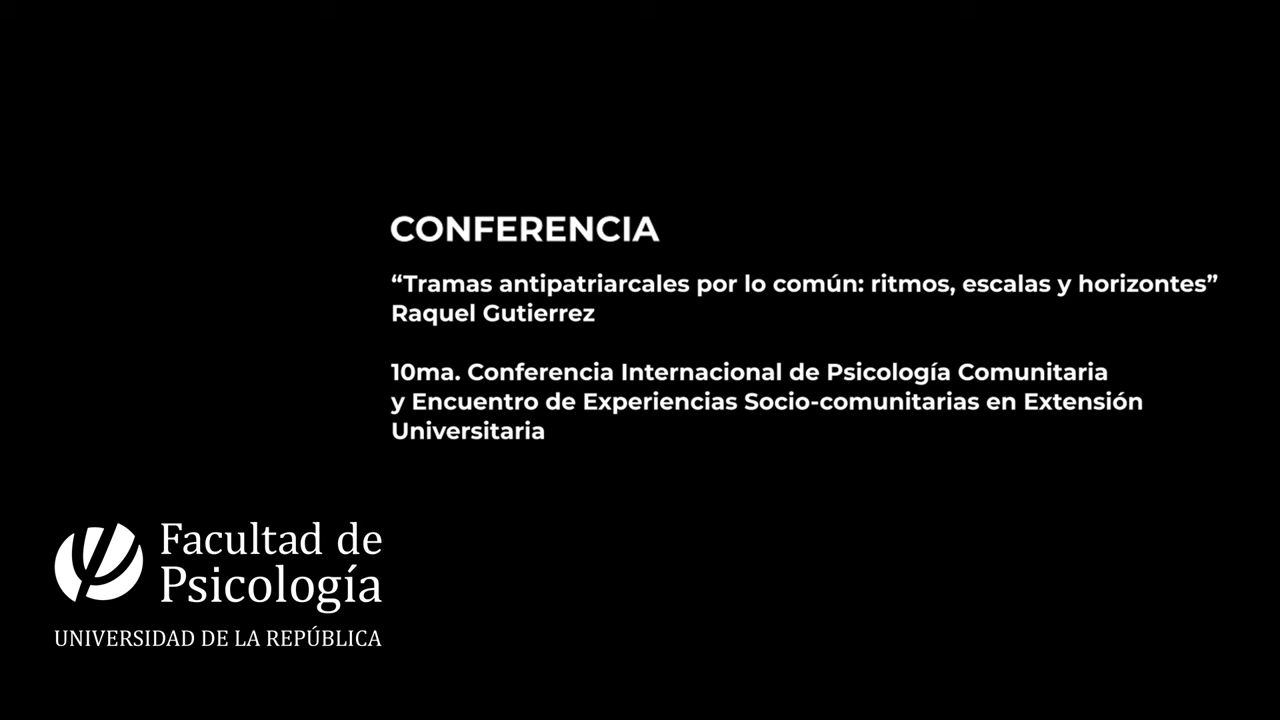 CONFERENCIA
“Tramas antipatriarcales por lo común: ritmos, escalas y horizontes”
Raquel Gutierrez
10ma. Conferencia Internacional de Psicología Comunitaria
y Encuentro de Experiencias Socio-comunitarias en Extensión
Universitaria
Facultad de
Psicología
UNIVERSIDAD DE LA REPÚBLICA